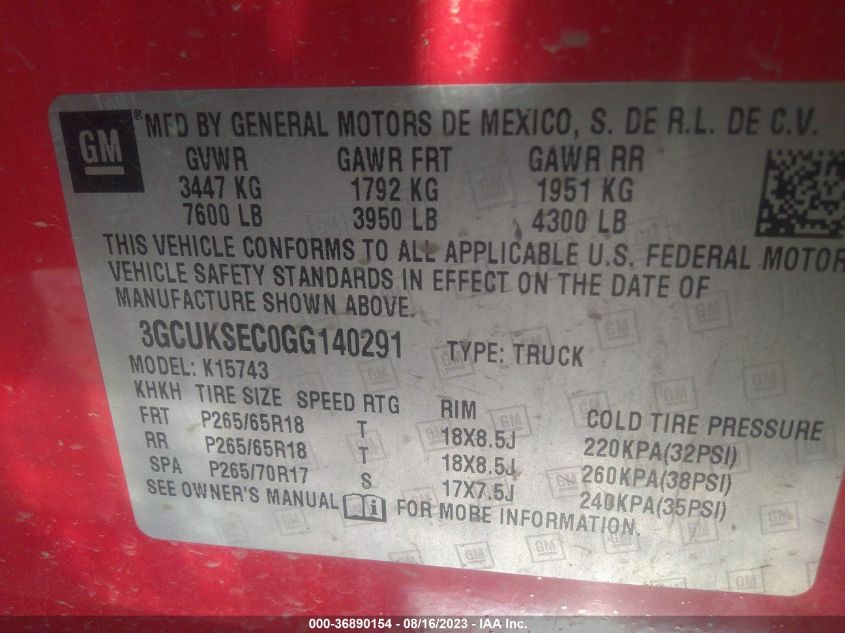 GM ® MFD BY GENERAL MOTORS DE MEXICO, S. DE R.L. DE C.V.
GVWR GAWR FRT GAWR RR
3447 KG 1792 KG 1951 KG
7600 LB 3950 LB 4300 LB
THIS VEHICLE CONFORMS TO ALL APPLICABLE U.S. FEDERAL MOTOR
VEHICLE SAFETY STANDARDS IN EFFECT ON THE DATE OF
MANUFACTURE SHOWN ABOVE.
3GCUKSEC0GG140291 TYPE: TRUCK
MODEL: K15743
KHKH TIRE SIZE SPEED RTG RIM COLD TIRE PRESSURE
FRT P265/65R18 T 18X8.5J 220KPA(32PSI)
RR P265/65R18 T 18X8.5J 260KPA(38PSI)
SPA P265/70R17 S 17X7.5J 240KPA(35PSI)
SEE OWNER'S MANUAL FOR MORE INFORMATION.
000-36890154 - 08/16/2023 - IAA Inc.